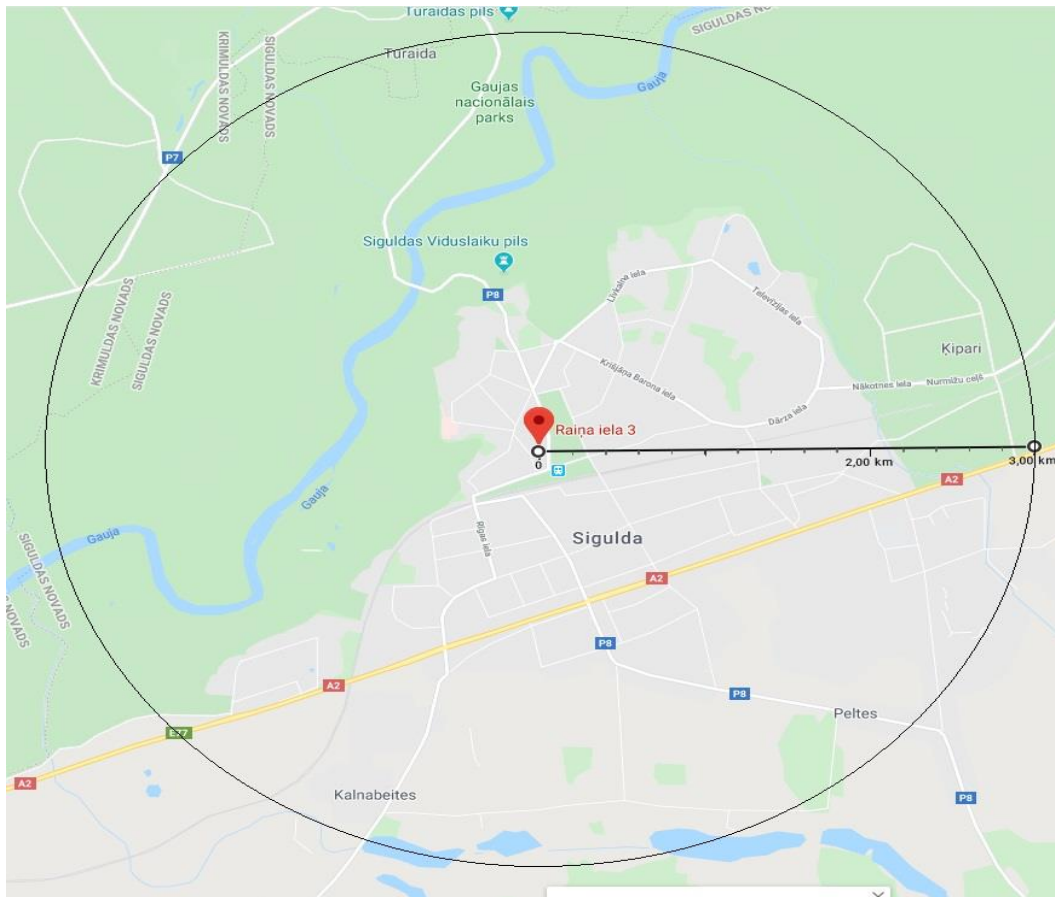 Turaidas pils
SIGULDAS NOVADS
Turaida
KRIMULDAS NOVADS
SIGULDAS NOVADS
Gauja
Gaujas
nacionālais
parks
P7
Siguldas Viduslaiku pils
P8
Līvkalna iela
Televīzijas iela
KRIMULDAS NOVADS
SIGULDAS NOVADS
Ķipari
Krišjāņa Barona iela
Nākotnes iela
Nurmižu ceļš
Dārza iela
Raiņa iela 3
0
2,00 km
3,00 km
A2
Gauja
Gauja
Rīgas iela
Sigulda
SIGULDAS NOVADS
NOVADS
A2
P8
A2
P8
Peltes
E77
A2
Kalnabeites
P8